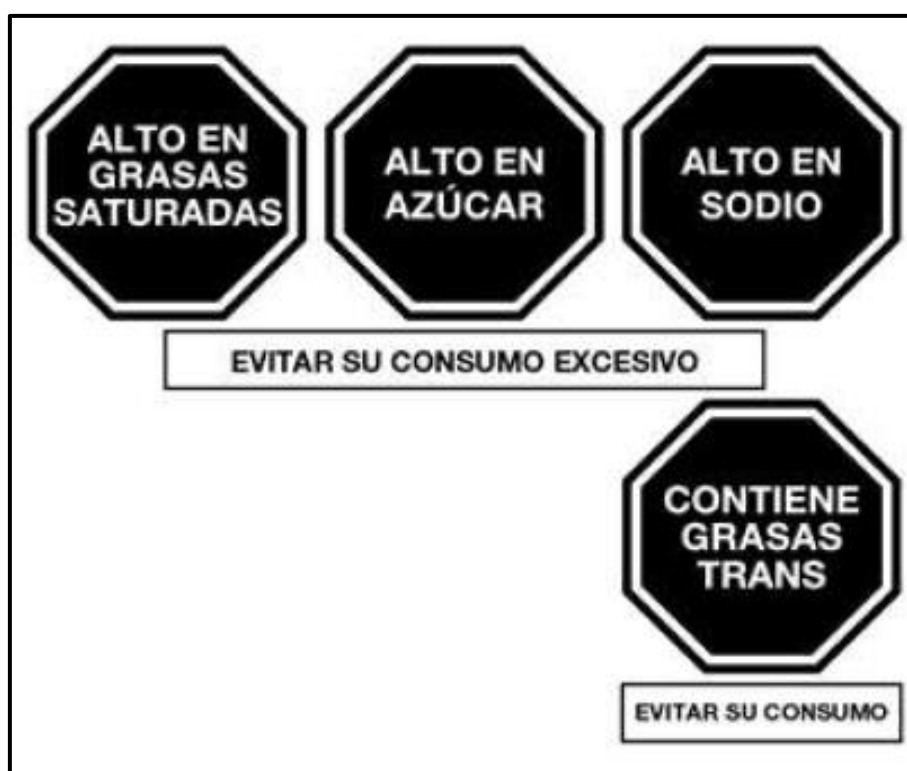 ALTO EN
GRASAS
SATURADAS
ALTO EN
AZÚCAR
ALTO EN
SODIO
EVITAR SU CONSUMO EXCESIVO
CONTIENE
GRASAS
TRANS
EVITAR SU CONSUMO